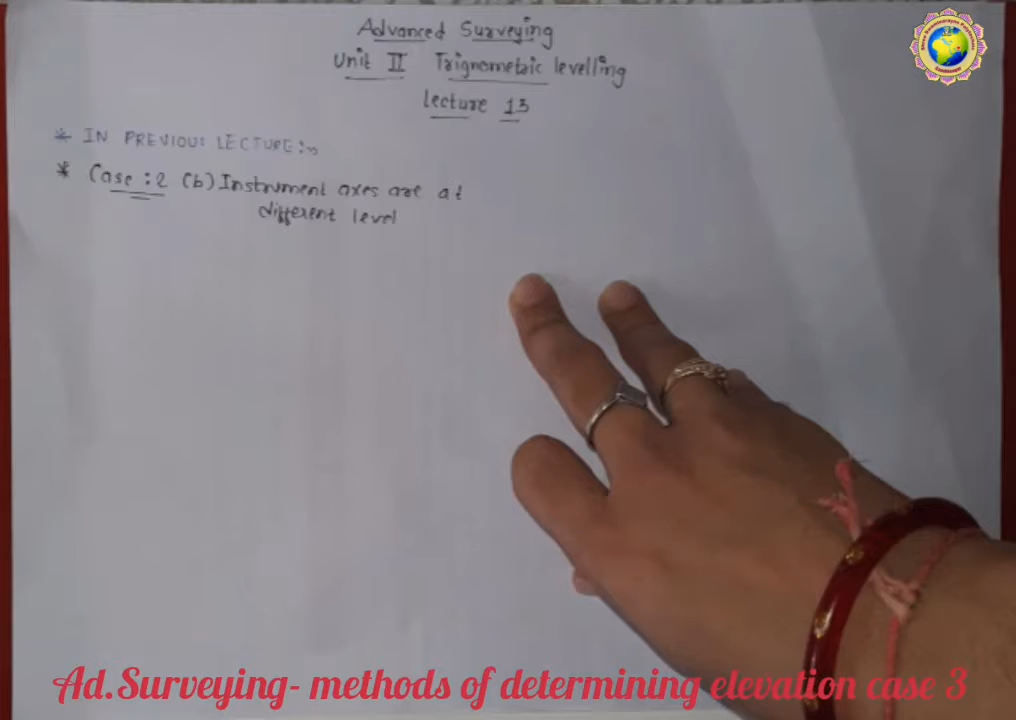 Advanced Surveying
Unit II Trignometric levelling
lecture 13
* IN PREVIOUS LECTURE:-
* Case : 2 (b) Instrument axes are at
different level
Ad.Surveying- methods of determining elevation case 3